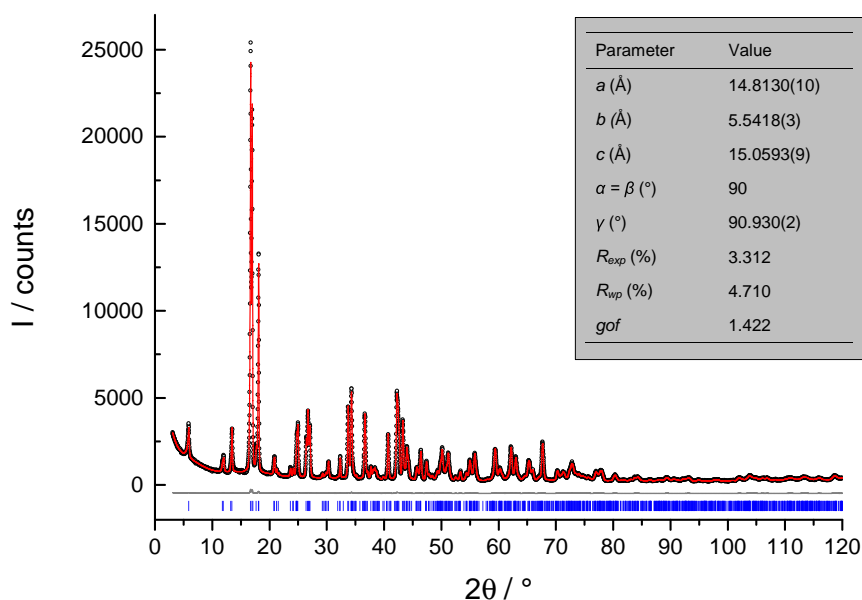 Parameter Value
a (Å) 14.8130(10)
b (Å) 5.5418(3)
c (Å) 15.0593(9)
α = β (°) 90
γ (°) 90.930(2)
Rexp (%) 3.312
Rwp (%) 4.710
gof 1.422
I / counts
25000
20000
15000
10000
5000
0
0 10 20 30 40 50 60 70 80 90 100 110 120
2θ / °